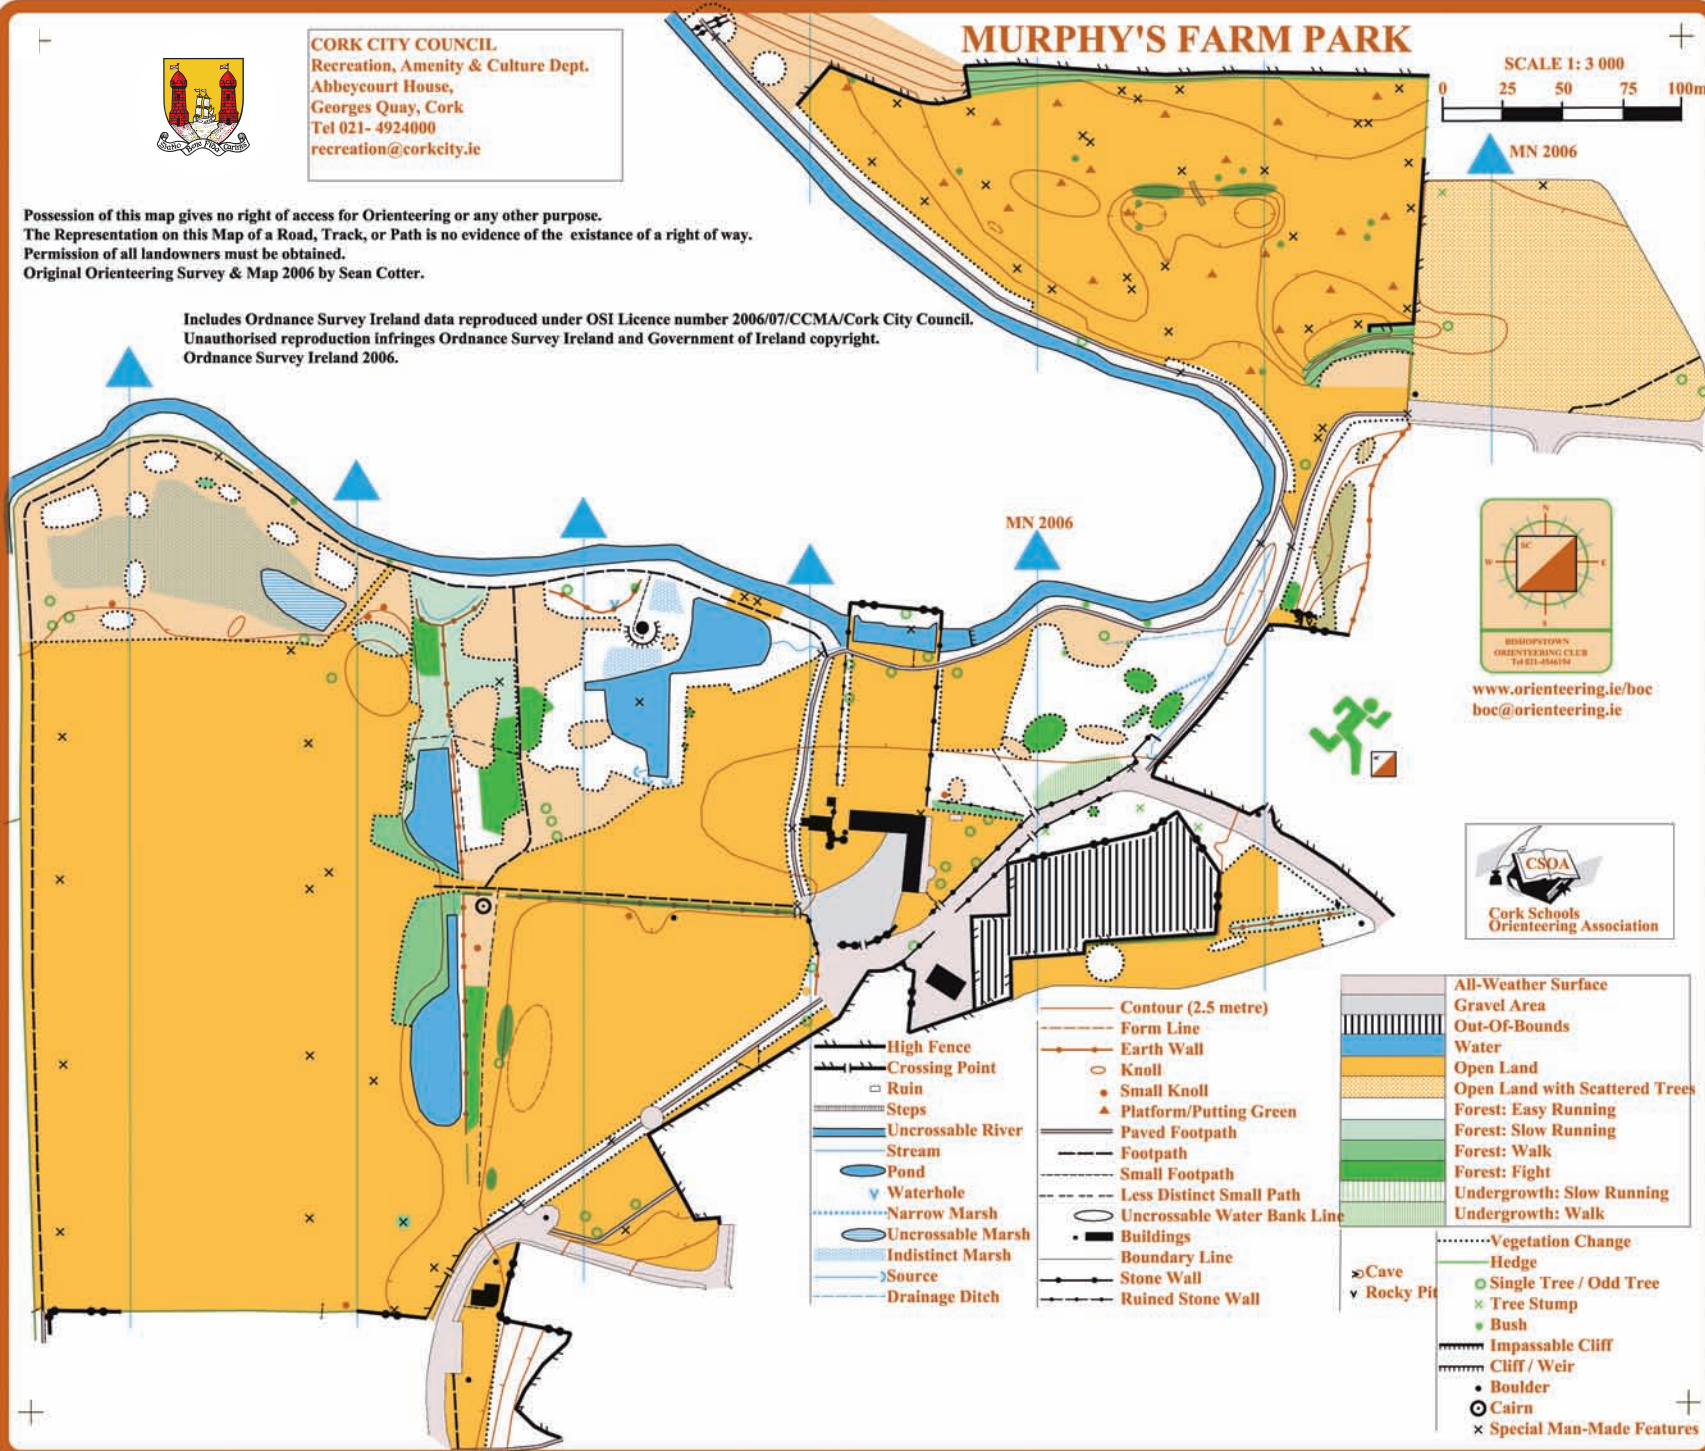 MURPHY'S FARM PARK
CORK CITY COUNCIL
Recreation, Amenity & Culture Dept.
Abbeycourt House,
Georges Quay, Cork
Tel 021- 4924000
recreation@corkcity.ie
Statio Bene Fida Carinis
SCALE 1: 3 000
0 25 50 75 100m
MN 2006
Possession of this map gives no right of access for Orienteering or any other purpose.
The Representation on this Map of a Road, Track, or Path is no evidence of the existance of a right of way.
Permission of all landowners must be obtained.
Original Orienteering Survey & Map 2006 by Sean Cotter.
Includes Ordnance Survey Ireland data reproduced under OSI Licence number 2006/07/CCMA/Cork City Council.
Unauthorised reproduction infringes Ordnance Survey Ireland and Government of Ireland copyright.
Ordnance Survey Ireland 2006.
MN 2006
N
SC
W E
S
BISHOPSTOWN
ORIENTEERING CLUB
Tel 021-4546194
www.orienteering.ie/boc
boc@orienteering.ie
CSOA
Cork Schools
Orienteering Association
High Fence
Crossing Point
Ruin
Steps
Uncrossable River
Stream
Pond
Waterhole
Narrow Marsh
Uncrossable Marsh
Indistinct Marsh
Source
Drainage Ditch
Contour (2.5 metre)
Form Line
Earth Wall
Knoll
Small Knoll
Platform/Putting Green
Paved Footpath
Footpath
Small Footpath
Less Distinct Small Path
Uncrossable Water Bank Line
Buildings
Boundary Line
Stone Wall
Ruined Stone Wall
All-Weather Surface
Gravel Area
Out-Of-Bounds
Water
Open Land
Open Land with Scattered Trees
Forest: Easy Running
Forest: Slow Running
Forest: Walk
Forest: Fight
Undergrowth: Slow Running
Undergrowth: Walk
Cave
Rocky Pit
Vegetation Change
Hedge
Single Tree / Odd Tree
Tree Stump
Bush
Impassable Cliff
Cliff / Weir
Boulder
Cairn
Special Man-Made Features